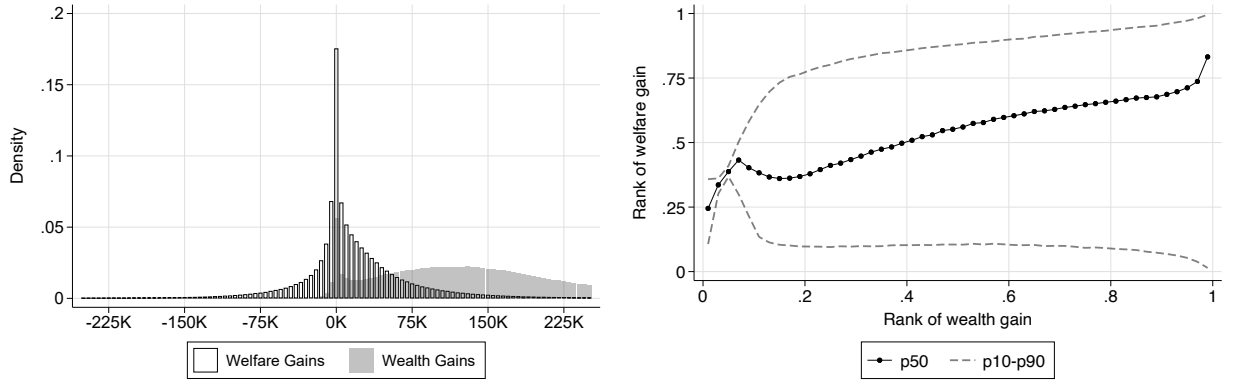 .2
.15
.1
.05
0
Density
-225K -150K -75K 0K 75K 150K 225K
Welfare Gains Wealth Gains
1
.75
.5
.25
0
Rank of welfare gain
0 .2 .4 .6 .8 1
Rank of wealth gain
p50 p10-p90